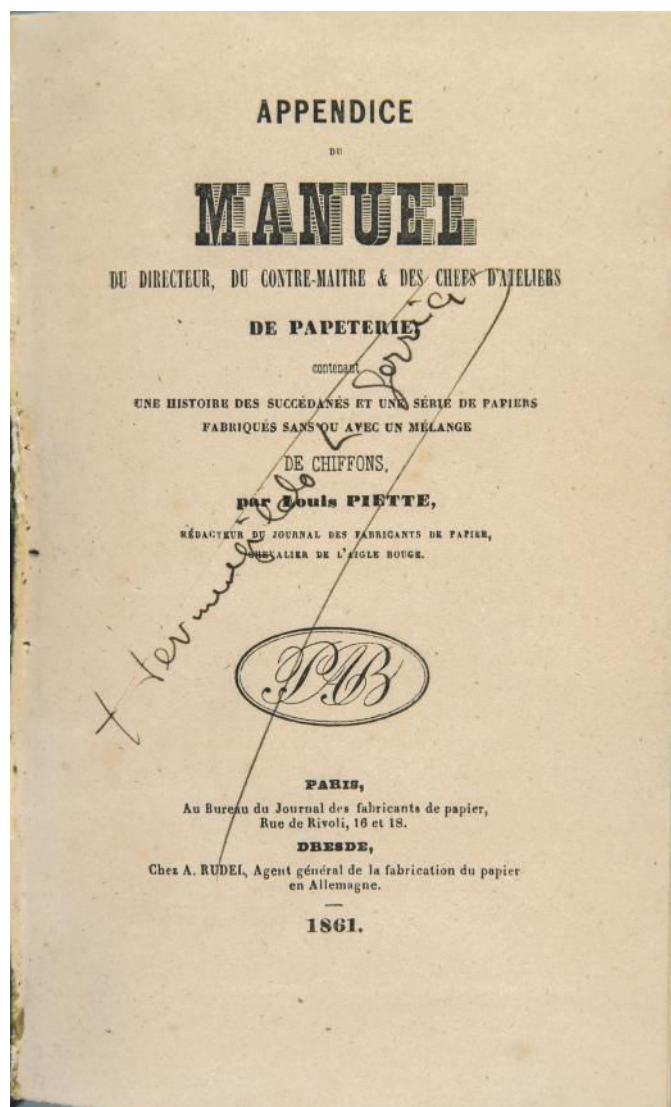 APPENDICE
DU
MANUEL
DU DIRECTEUR, DU CONTRE-MAITRE & DES CHEFS D'ATELIERS
DE PAPETERIE,
contenant
UNE HISTOIRE DES SUCCÉDANÉS ET UNE SÉRIE DE PAPIERS
FABRIQUÉS SANS OU AVEC UN MÉLANGE
DE CHIFFONS,
par Louis PIETTE,
RÉDACTEUR DU JOURNAL DES FABRICANTS DE PAPIER,
CHEVALIER DE L'AIGLE ROUGE.
PARIS,
Au Bureau du Journal des fabricants de papier,
Rue de Rivoli, 16 et 18.
DRESDE,
Chez A. RUDEL, Agent général de la fabrication du papier
en Allemagne.
1861.